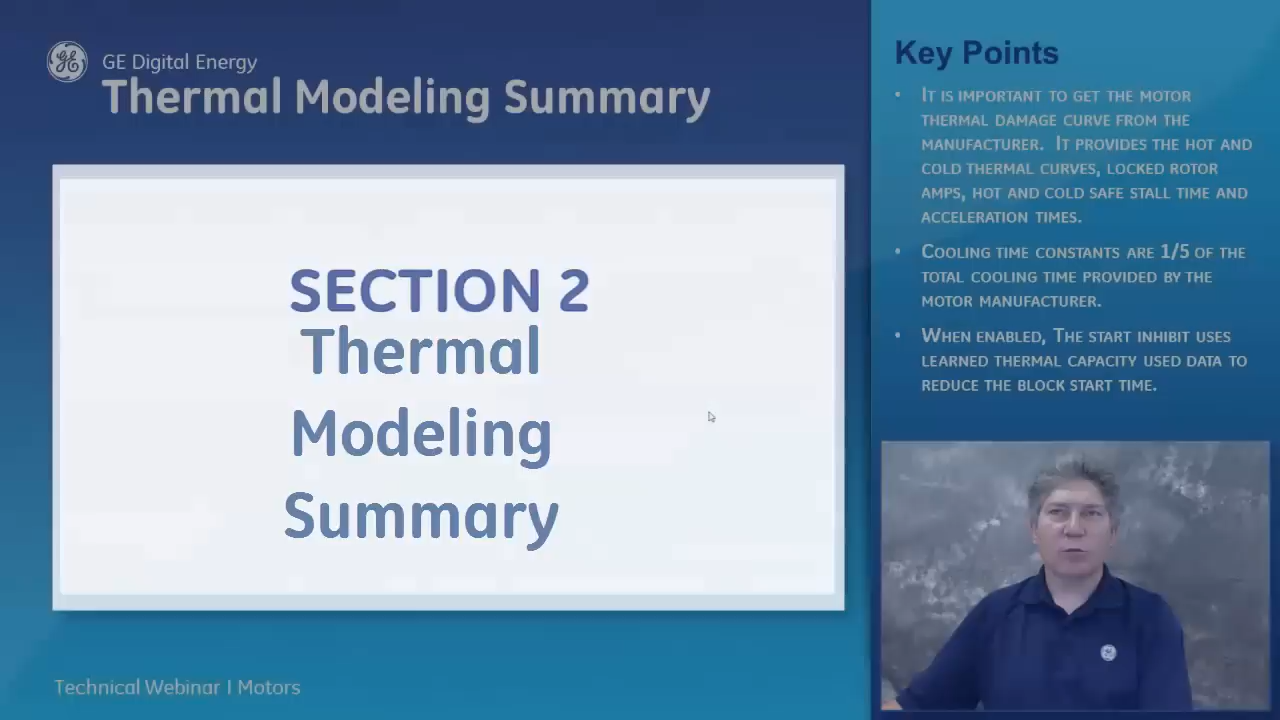 GE Digital Energy
Thermal Modeling Summary
SECTION 2
Thermal
Modeling
Summary
Technical Webinar | Motors
Key Points
• IT IS IMPORTANT TO GET THE MOTOR
THERMAL DAMAGE CURVE FROM THE
MANUFACTURER. IT PROVIDES THE HOT AND
COLD THERMAL CURVES, LOCKED ROTOR
AMPS, HOT AND COLD SAFE STALL TIME AND
ACCELERATION TIMES.
• COOLING TIME CONSTANTS ARE 1/5 OF THE
TOTAL COOLING TIME PROVIDED BY THE
MOTOR MANUFACTURER.
• WHEN ENABLED, THE START INHIBIT USES
LEARNED THERMAL CAPACITY USED DATA TO
REDUCE THE BLOCK START TIME.